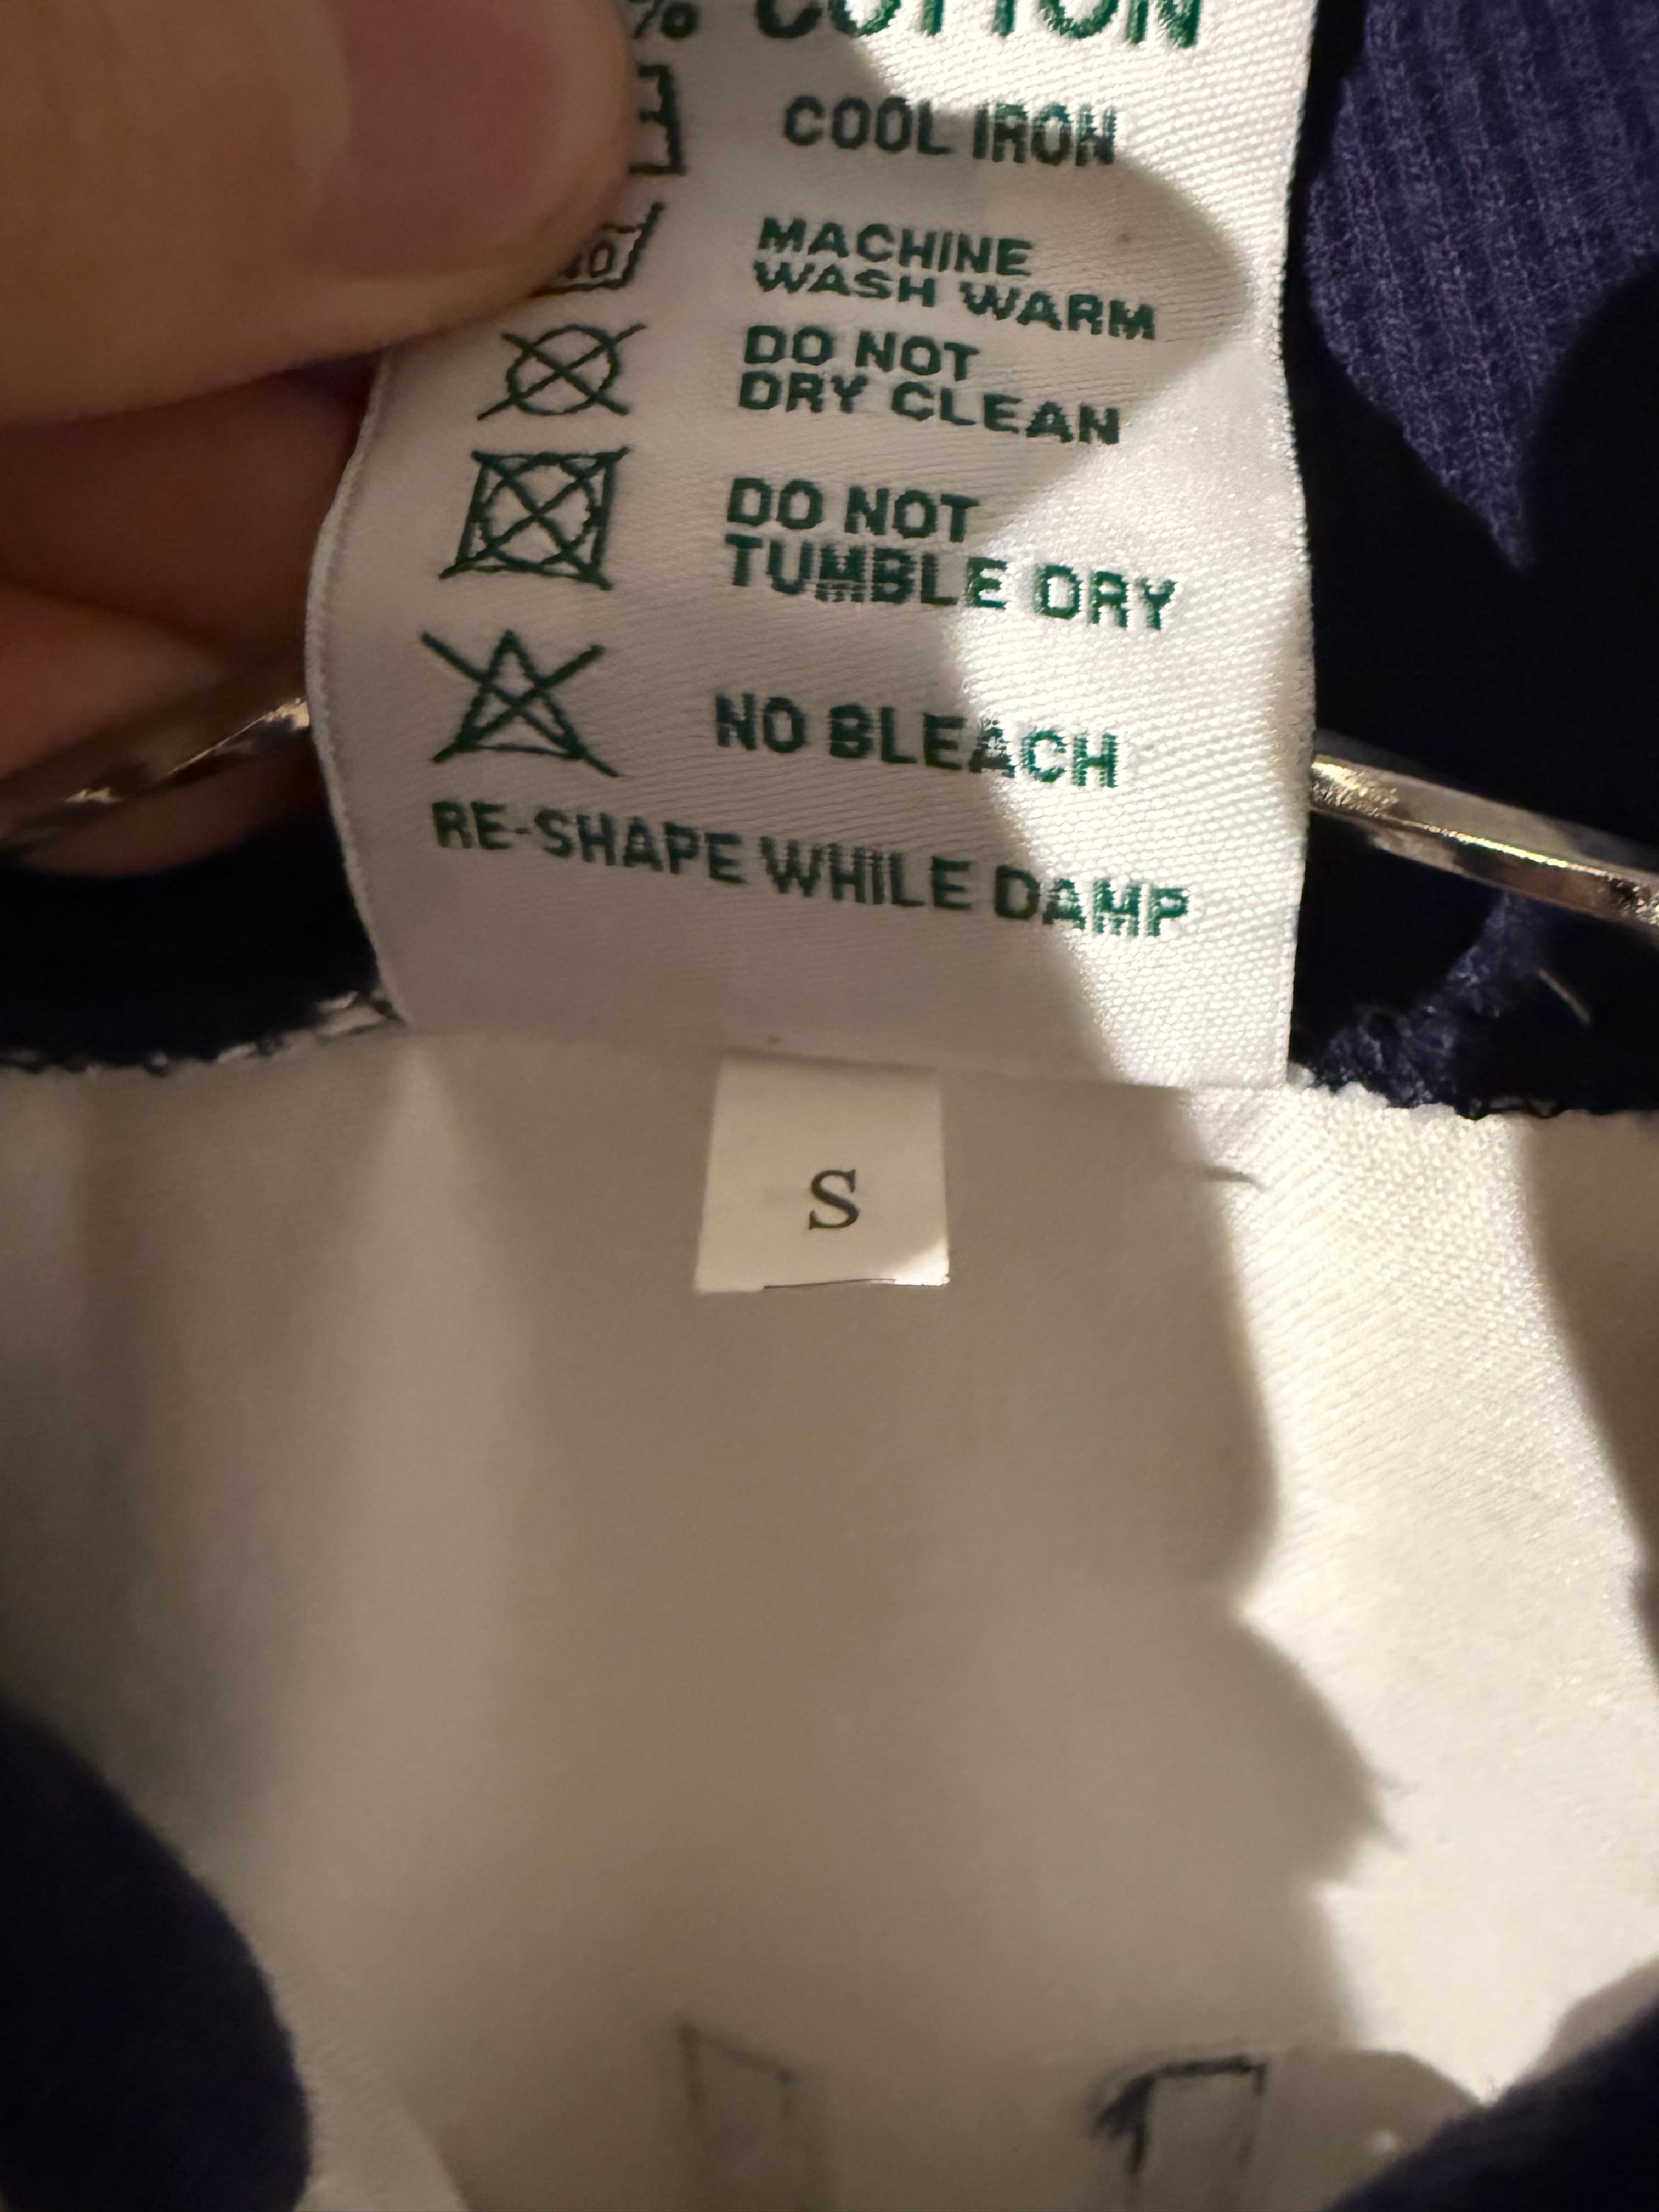 % COTTON
COOL IRON
MACHINE
WASH WARM
DO NOT
DRY CLEAN
DO NOT
TUMBLE DRY
NO BLEACH
RE-SHAPE WHILE DAMP
S